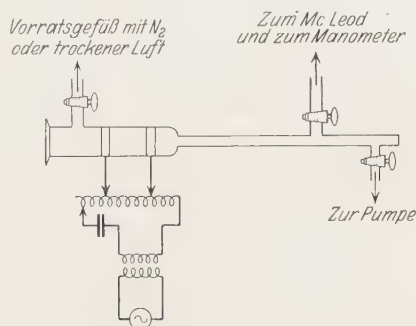 Vorratsgefäß mit N₂
oder trockener Luft
Zum Mc Leod
und zum Manometer
Zur Pumpe